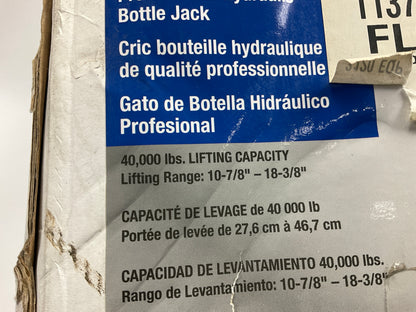 Bottle Jack
1137
FL
Cric bouteille hydraulique
de qualité professionnelle
Gato de Botella Hidráulico
Profesional
40,000 lbs. LIFTING CAPACITY
Lifting Range: 10-7/8" – 18-3/8"
CAPACITÉ DE LEVAGE de 40 000 lb
Portée de levée de 27,6 cm à 46,7 cm
CAPACIDAD DE LEVANTAMIENTO 40,000 lbs.
Rango de Levantamiento: 10-7/8" – 18-3/8"